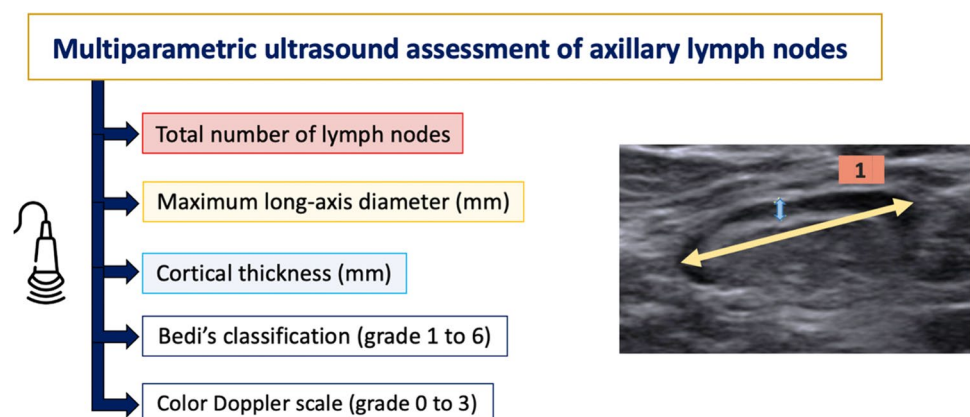 Multiparametric ultrasound assessment of axillary lymph nodes
Total number of lymph nodes
Maximum long-axis diameter (mm)
Cortical thickness (mm)
Bedi's classification (grade 1 to 6)
Color Doppler scale (grade 0 to 3)
1